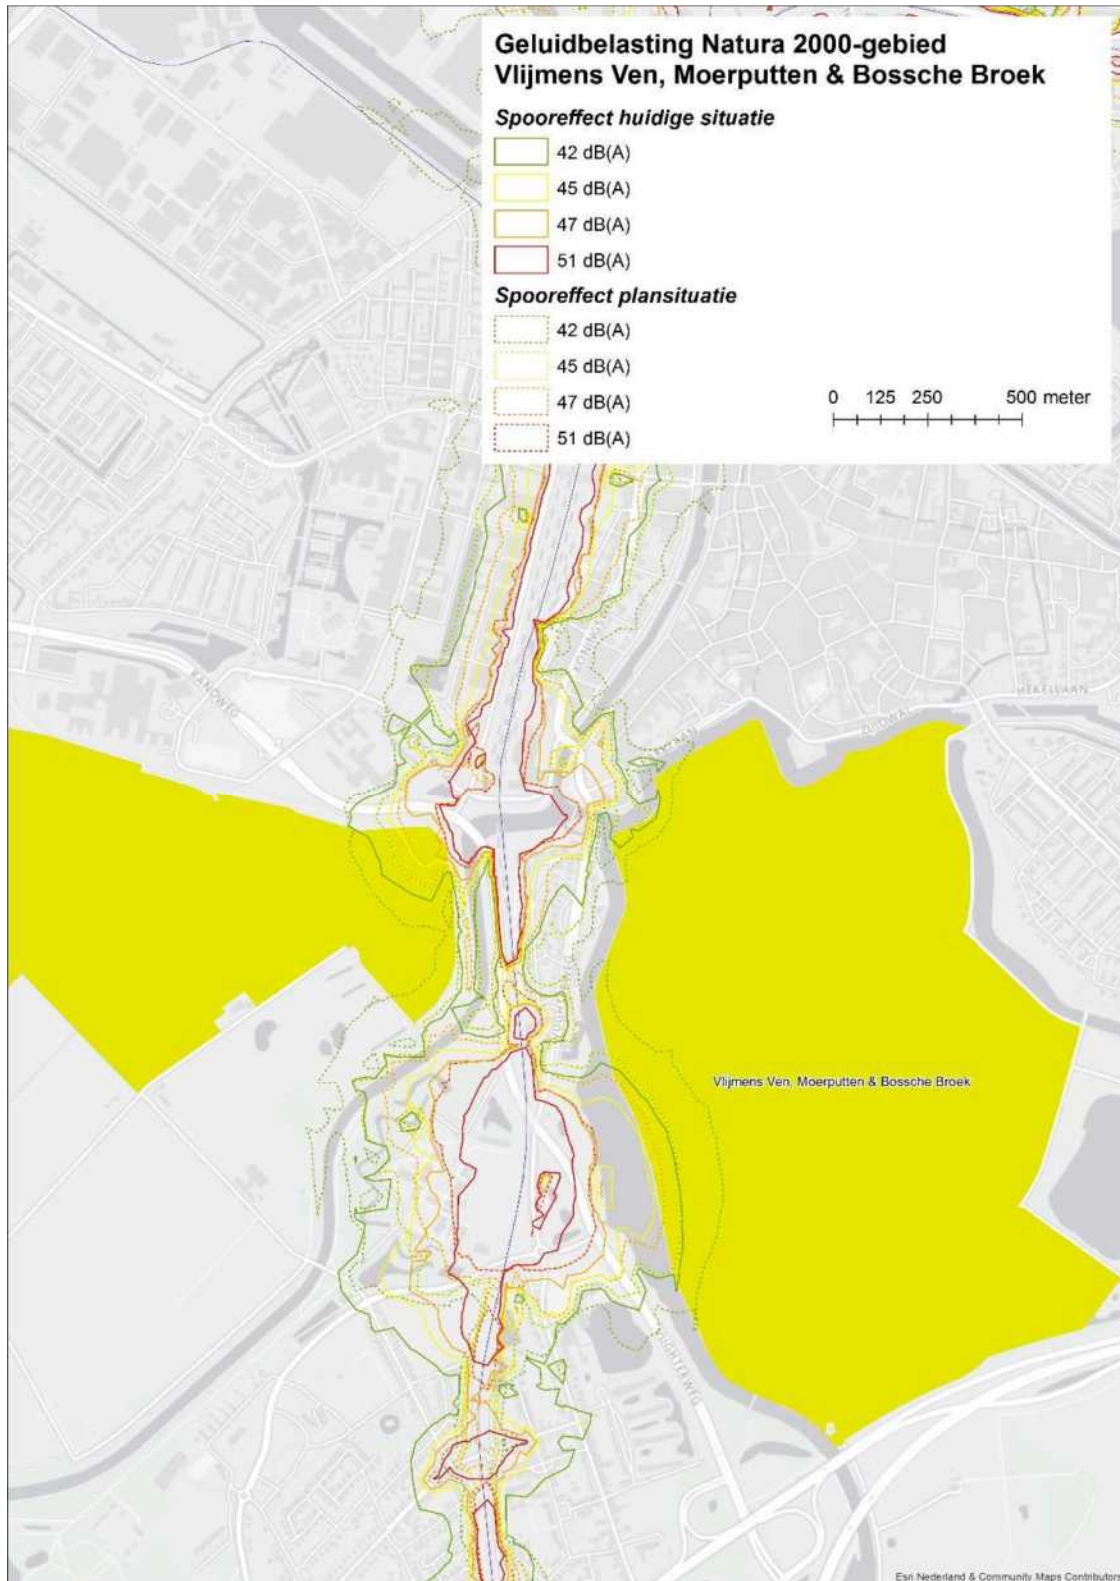 Geluidbelasting Natura 2000-gebied
Vlijmens Ven, Moerputten & Bossche Broek
Spooreffect huidige situatie
42 dB(A)
45 dB(A)
47 dB(A)
51 dB(A)
Spooreffect plansituatie
42 dB(A)
45 dB(A)
47 dB(A)
51 dB(A)
0 125 250 500 meter
RANDWEG
HEKELLAAN
Vlijmens Ven, Moerputten & Bossche Broek
VUGHTERWEG
Esri Nederland & Community Maps Contributors